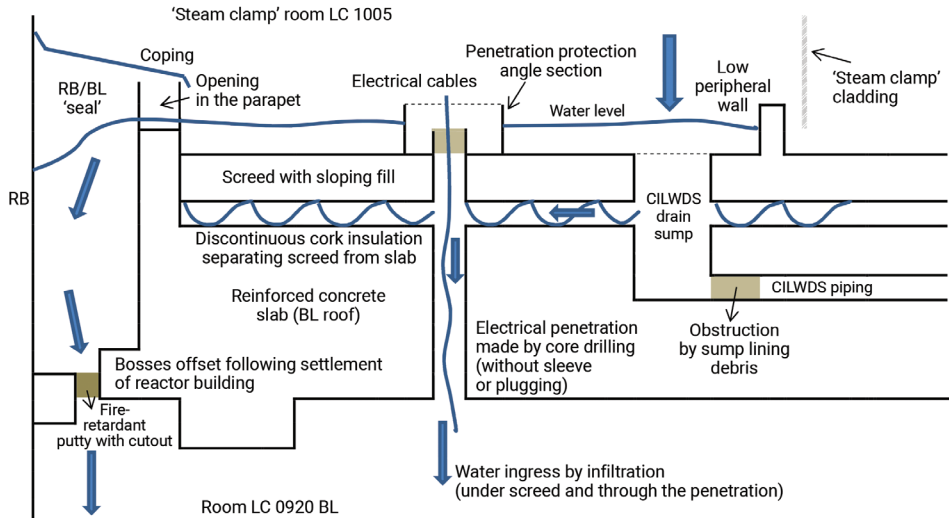 ‘Steam clamp’ room LC 1005
Coping
RB/BL
‘seal’
Opening
in the parapet
Electrical cables
Penetration protection
angle section
Water level
Low
peripheral
wall
‘Steam clamp’
cladding
RB
Screed with sloping fill
CILWDS
drain
sump
Discontinuous cork insulation
separating screed from slab
Reinforced concrete
slab (BL roof)
CILWDS piping
Obstruction
by sump lining
debris
Electrical penetration
made by core drilling
(without sleeve
or plugging)
Bosses offset following settlement
of reactor building
Fire-
retardant
putty with cutout
Water ingress by infiltration
(under screed and through the penetration)
Room LC 0920 BL